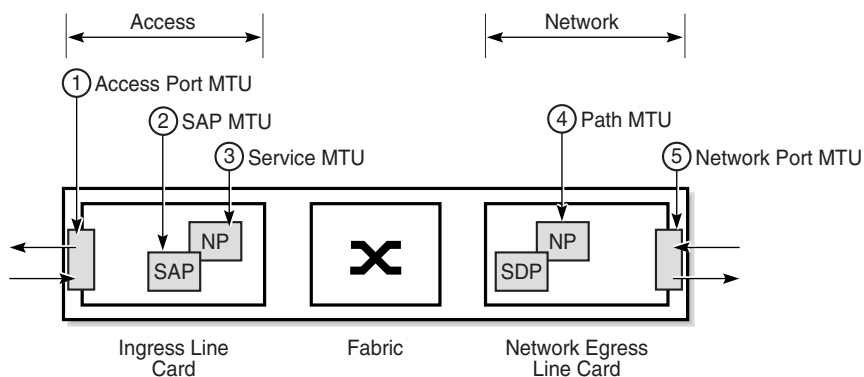 Access
Network
1 Access Port MTU
2 SAP MTU
3 Service MTU
4 Path MTU
5 Network Port MTU
NP
SAP
NP
SDP
Ingress Line
Card
Fabric
Network Egress
Line Card